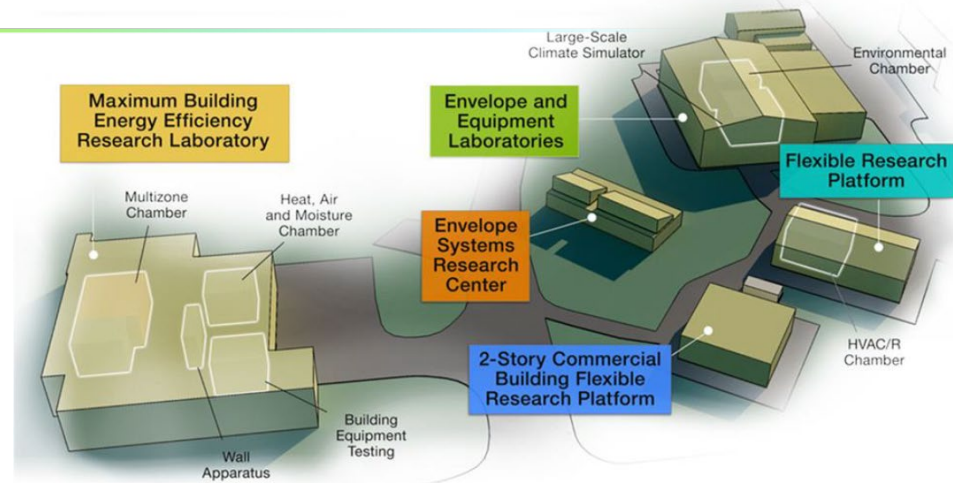 Large-Scale
Climate Simulator
Environmental
Chamber
Maximum Building
Energy Efficiency
Research Laboratory
Envelope and
Equipment
Laboratories
Flexible Research
Platform
Multizone
Chamber
Heat, Air
and Moisture
Chamber
Envelope
Systems
Research
Center
HVAC/R
Chamber
2-Story Commercial
Building Flexible
Research Platform
Building
Equipment
Testing
Wall
Apparatus